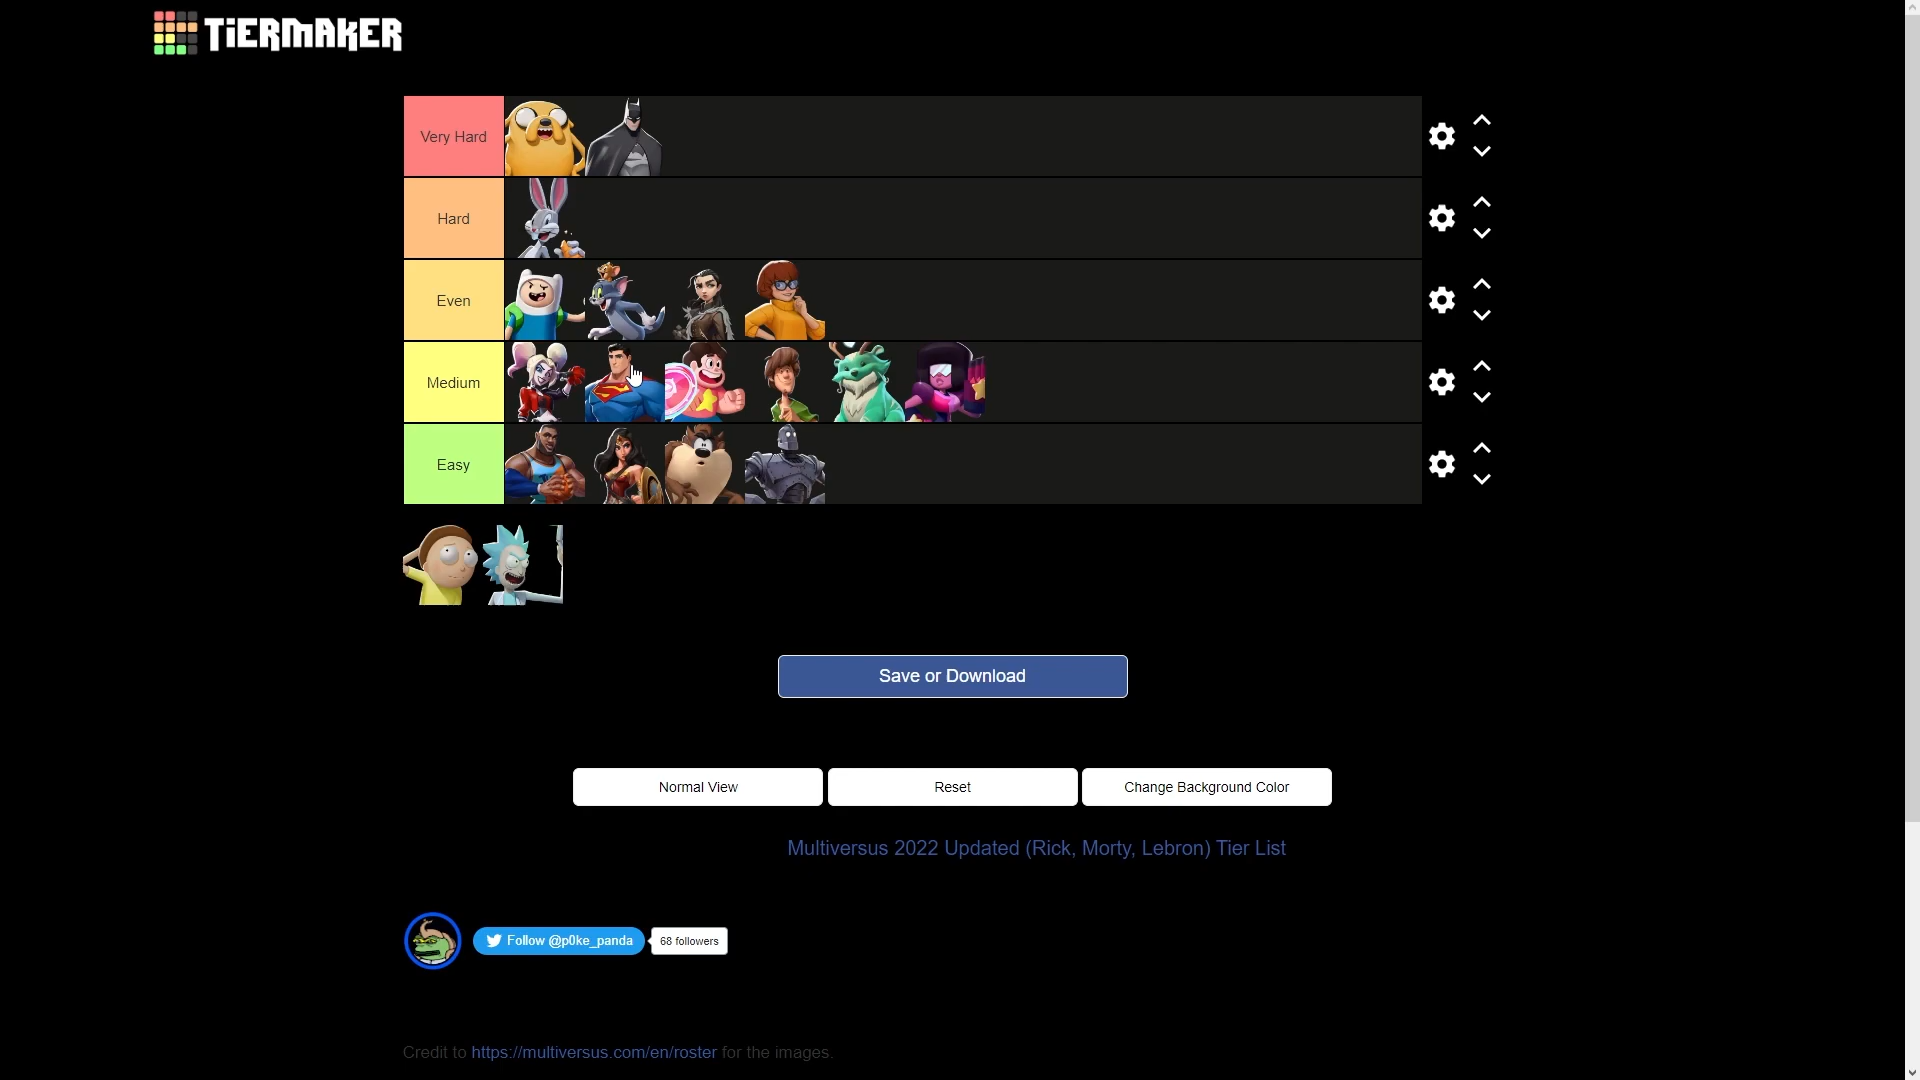 TiERMAKER
Very Hard
Hard
Even
Medium
Easy
Save or Download
Normal View
Reset
Change Background Color
Multiversus 2022 Updated (Rick, Morty, Lebron) Tier List
Follow @p0ke_panda
68 followers
Credit to https://multiversus.com/en/roster for the images.